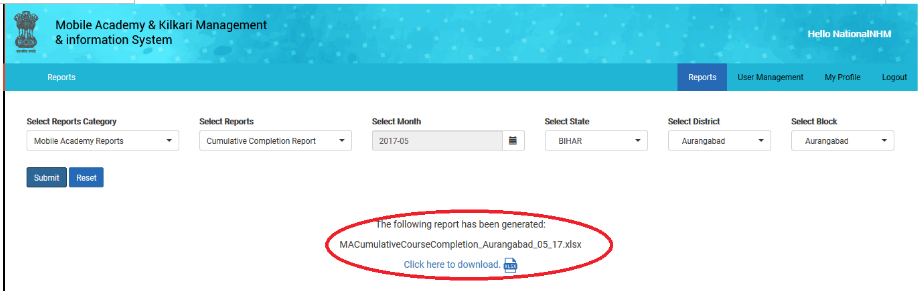 Mobile Academy & Kilkari Management
& information System
Hello NationalNHM
Reports Reports User Management My Profile Logout
Select Reports Category Select Reports Select Month Select State Select District Select Block
Mobile Academy Reports Cumulative Completion Report 2017-05 BIHAR Aurangabad Aurangabad
Submit Reset
The following report has been generated:
MACumulativeCourseCompletion_Aurangabad_05_17.xlsx
Click here to download.